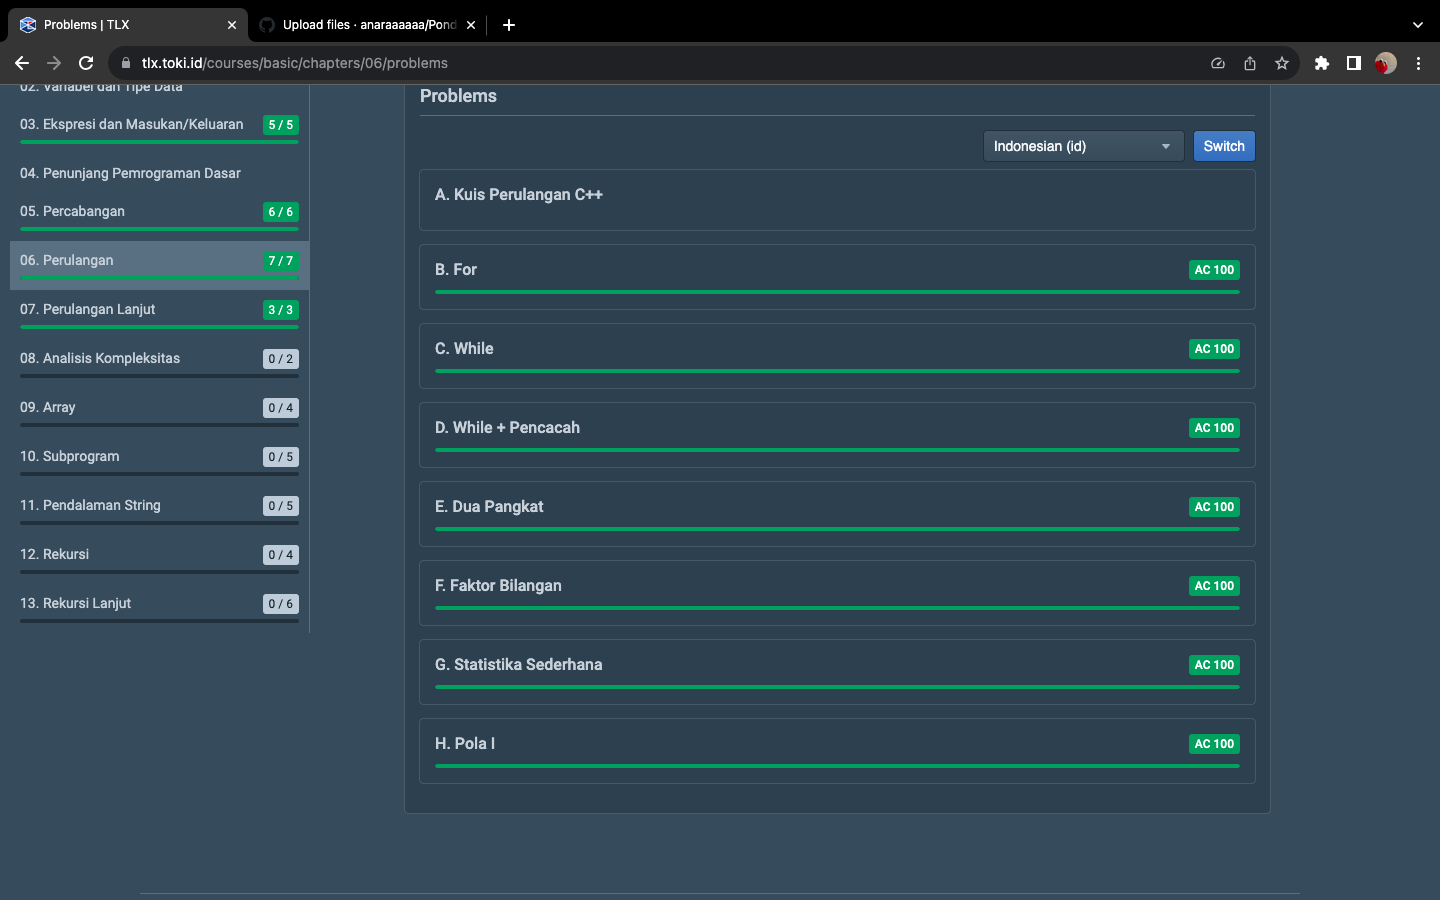 Problems | TLX
Upload files · anaraaaaaa/Pond
tlx.toki.id/courses/basic/chapters/06/problems
02. Variabel dan Tipe Data
03. Ekspresi dan Masukan/Keluaran 5 / 5
04. Penunjang Pemrograman Dasar
05. Percabangan 6 / 6
06. Perulangan 7 / 7
07. Perulangan Lanjut 3 / 3
08. Analisis Kompleksitas 0 / 2
09. Array 0 / 4
10. Subprogram 0 / 5
11. Pendalaman String 0 / 5
12. Rekursi 0 / 4
13. Rekursi Lanjut 0 / 6
Problems
Indonesian (id) Switch
A. Kuis Perulangan C++
B. For AC 100
C. While AC 100
D. While + Pencacah AC 100
E. Dua Pangkat AC 100
F. Faktor Bilangan AC 100
G. Statistika Sederhana AC 100
H. Pola I AC 100